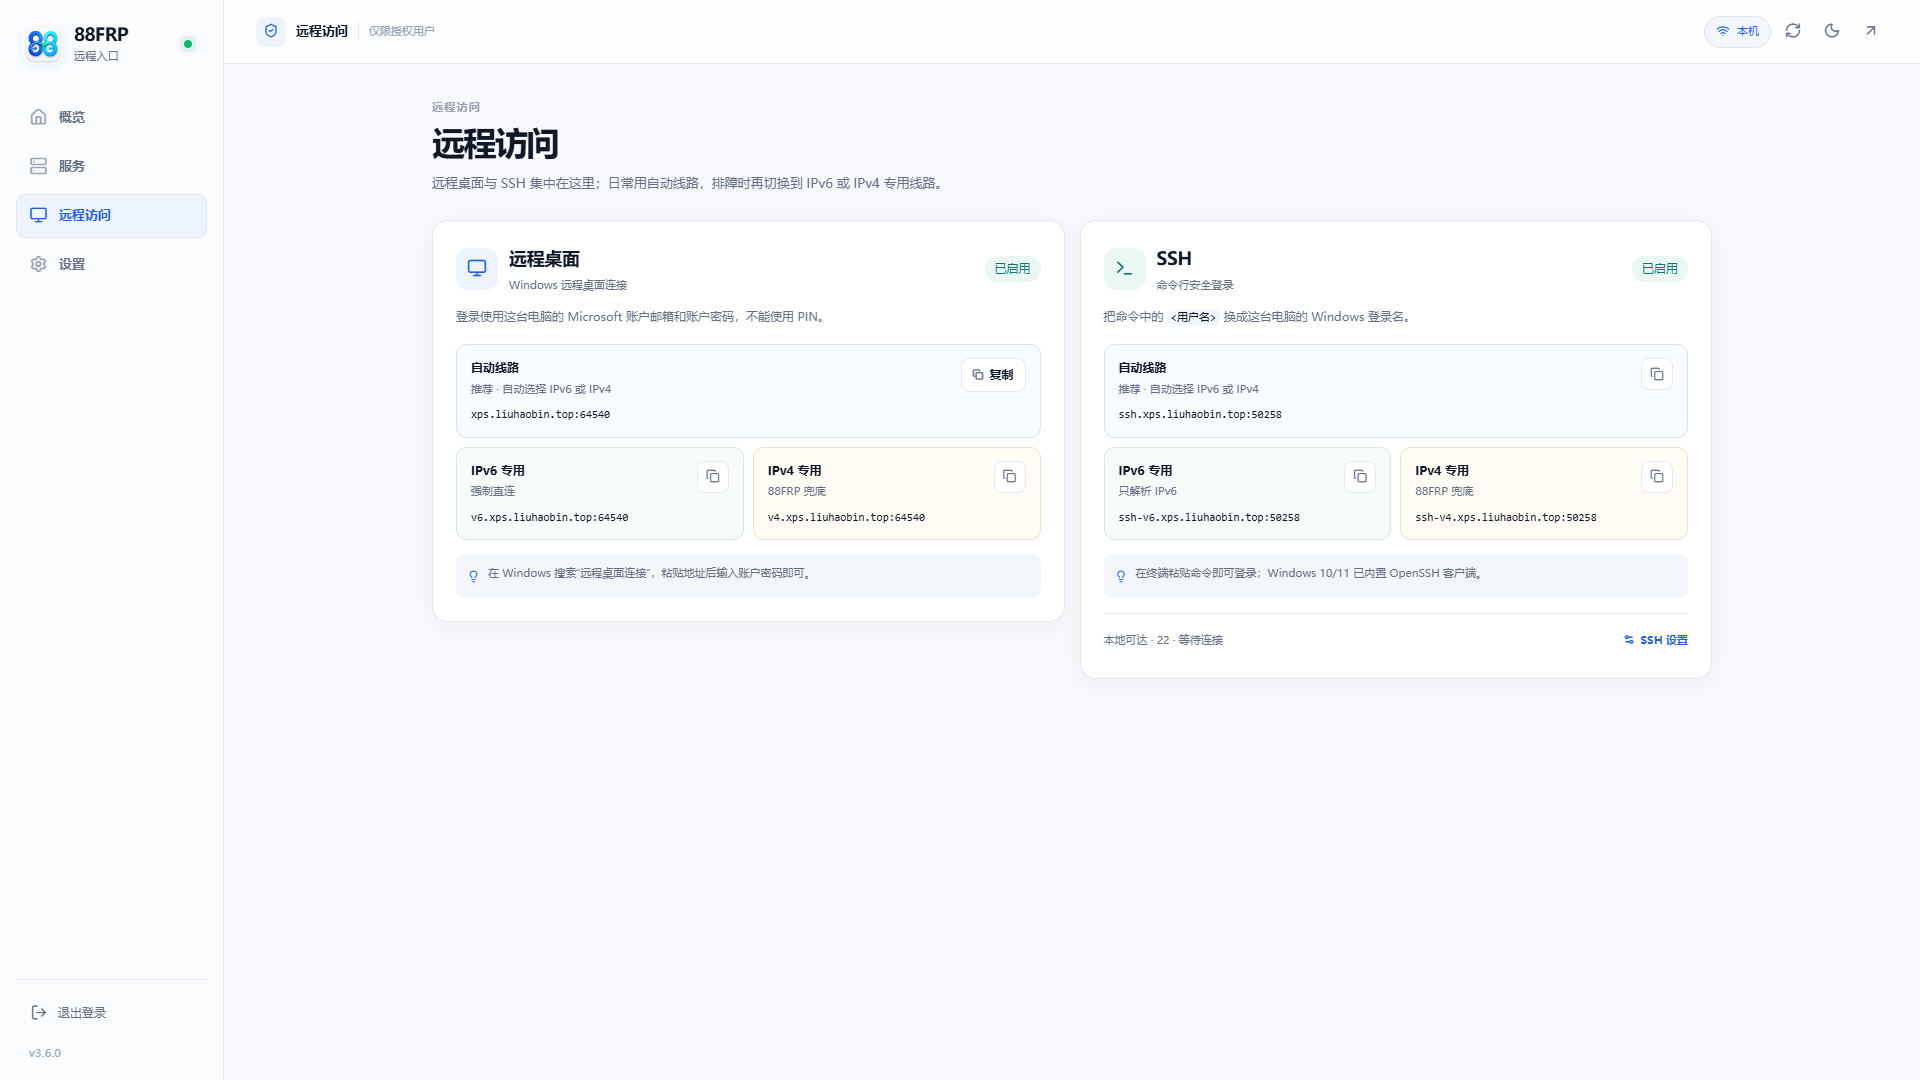 88FRP
远程入口
概览
服务
远程访问
设置
退出登录
v3.6.0
远程访问
仅限授权用户
本机
远程访问
远程访问
远程桌面与 SSH 集中在这里；日常用自动线路，排障时再切换到 IPv6 或 IPv4 专用线路。
远程桌面
Windows 远程桌面连接
已启用
登录使用这台电脑的 Microsoft 账户邮箱和账户密码，不能使用 PIN。
自动线路
推荐 · 自动选择 IPv6 或 IPv4
xps.liuhaobin.top:64540
复制
IPv6 专用
强制直连
v6.xps.liuhaobin.top:64540
IPv4 专用
88FRP 兜底
v4.xps.liuhaobin.top:64540
在 Windows 搜索“远程桌面连接”，粘贴地址后输入账户密码即可。
SSH
命令行安全登录
已启用
把命令中的 <用户名> 换成这台电脑的 Windows 登录名。
自动线路
推荐 · 自动选择 IPv6 或 IPv4
ssh.xps.liuhaobin.top:50258
IPv6 专用
只解析 IPv6
ssh-v6.xps.liuhaobin.top:50258
IPv4 专用
88FRP 兜底
ssh-v4.xps.liuhaobin.top:50258
在终端粘贴命令即可登录；Windows 10/11 已内置 OpenSSH 客户端。
本地可达 · 22 · 等待连接
SSH 设置